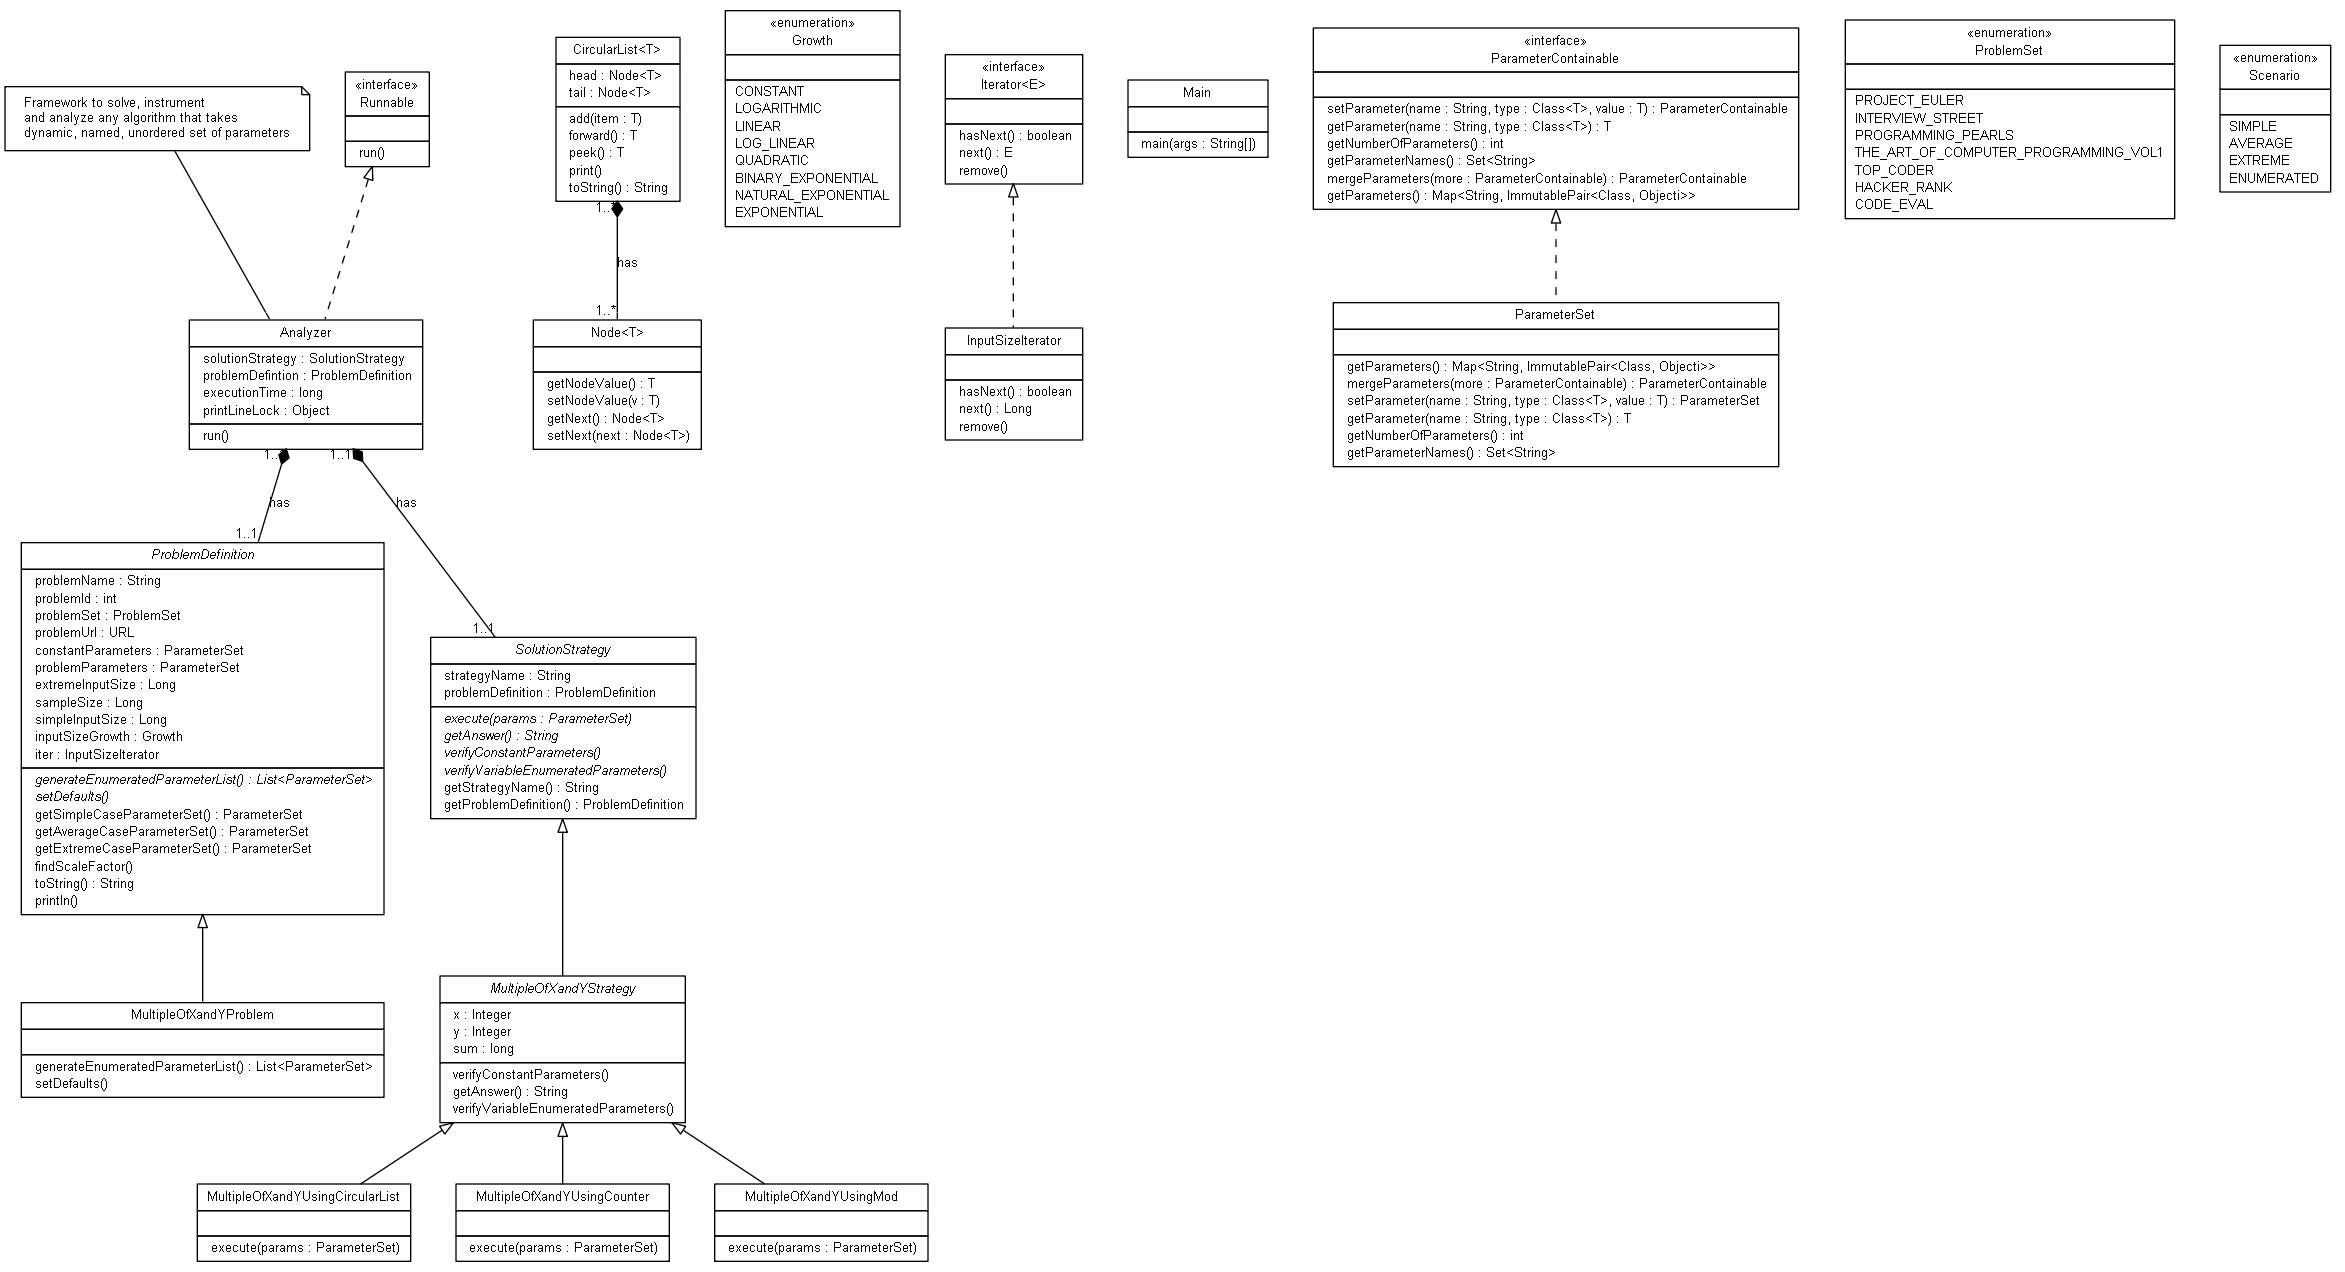 Framework to solve, instrument
and analyze any algorithm that takes
dynamic, named, unordered set of parameters
«interface»
Runnable
run()
CircularList<T>
head : Node<T>
tail : Node<T>
add(item : T)
forward() : T
peek() : T
print()
toString() : String
«enumeration»
Growth
CONSTANT
LOGARITHMIC
LINEAR
LOG_LINEAR
QUADRATIC
BINARY_EXPONENTIAL
NATURAL_EXPONENTIAL
EXPONENTIAL
«interface»
Iterator<E>
hasNext() : boolean
next() : E
remove()
Main
main(args : String[])
«interface»
ParameterContainable
setParameter(name : String, type : Class<T>, value : T) : ParameterContainable
getParameter(name : String, type : Class<T>) : T
getNumberOfParameters() : int
getParameterNames() : Set<String>
mergeParameters(more : ParameterContainable) : ParameterContainable
getParameters() : Map<String, ImmutablePair<Class, Objecti>>
«enumeration»
ProblemSet
PROJECT_EULER
INTERVIEW_STREET
PROGRAMMING_PEARLS
THE_ART_OF_COMPUTER_PROGRAMMING_VOL1
TOP_CODER
HACKER_RANK
CODE_EVAL
«enumeration»
Scenario
SIMPLE
AVERAGE
EXTREME
ENUMERATED
1..
has
1..*
Analyzer
solutionStrategy : SolutionStrategy
problemDefintion : ProblemDefinition
executionTime : long
printLineLock : Object
run()
Node<T>
getNodeValue() : T
setNodeValue(v : T)
getNext() : Node<T>
setNext(next : Node<T>)
InputSizeIterator
hasNext() : boolean
next() : Long
remove()
ParameterSet
getParameters() : Map<String, ImmutablePair<Class, Objecti>>
mergeParameters(more : ParameterContainable) : ParameterContainable
setParameter(name : String, type : Class<T>, value : T) : ParameterSet
getParameter(name : String, type : Class<T>) : T
getNumberOfParameters() : int
getParameterNames() : Set<String>
1..
1..1
has
has
1..1
1..1
ProblemDefinition
problemName : String
problemId : int
problemSet : ProblemSet
problemUrl : URL
constantParameters : ParameterSet
problemParameters : ParameterSet
extremeInputSize : Long
sampleSize : Long
simpleInputSize : Long
inputSizeGrowth : Growth
iter : InputSizeIterator
generateEnumeratedParameterList() : List<ParameterSet>
setDefaults()
getSimpleCaseParameterSet() : ParameterSet
getAverageCaseParameterSet() : ParameterSet
getExtremeCaseParameterSet() : ParameterSet
findScaleFactor()
toString() : String
println()
SolutionStrategy
strategyName : String
problemDefinition : ProblemDefinition
execute(params : ParameterSet)
getAnswer() : String
verifyConstantParameters()
verifyVariableEnumeratedParameters()
getStrategyName() : String
getProblemDefinition() : ProblemDefinition
MultipleOfXandYProblem
generateEnumeratedParameterList() : List<ParameterSet>
setDefaults()
MultipleOfXandYStrategy
x : Integer
y : Integer
sum : long
verifyConstantParameters()
getAnswer() : String
verifyVariableEnumeratedParameters()
MultipleOfXandYUsingCircularList
execute(params : ParameterSet)
MultipleOfXandYUsingCounter
execute(params : ParameterSet)
MultipleOfXandYUsingMod
execute(params : ParameterSet)